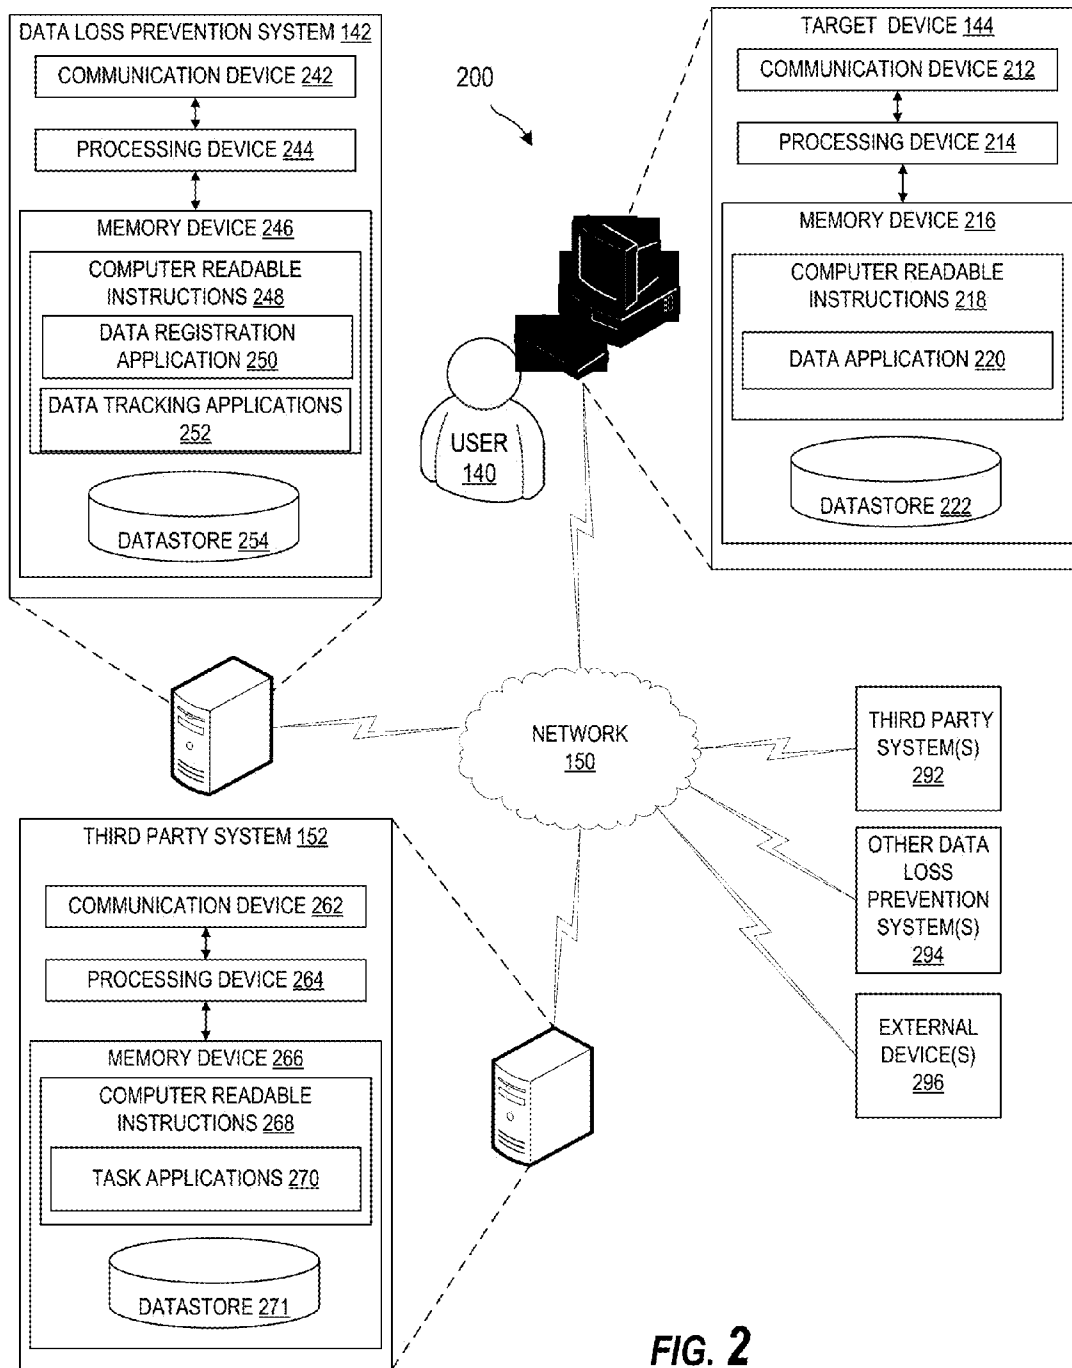 DATA LOSS PREVENTION SYSTEM 142
COMMUNICATION DEVICE 242
PROCESSING DEVICE 244
MEMORY DEVICE 246
COMPUTER READABLE
INSTRUCTIONS 248
DATA REGISTRATION
APPLICATION 250
DATA TRACKING APPLICATIONS
252
DATASTORE 254
200
USER
140
TARGET DEVICE 144
COMMUNICATION DEVICE 212
PROCESSING DEVICE 214
MEMORY DEVICE 216
COMPUTER READABLE
INSTRUCTIONS 218
DATA APPLICATION 220
DATASTORE 222
NETWORK
150
THIRD PARTY
SYSTEM(S)
292
OTHER DATA
LOSS
PREVENTION
SYSTEM(S)
294
EXTERNAL
DEVICE(S)
296
THIRD PARTY SYSTEM 152
COMMUNICATION DEVICE 262
PROCESSING DEVICE 264
MEMORY DEVICE 266
COMPUTER READABLE
INSTRUCTIONS 268
TASK APPLICATIONS 270
DATASTORE 271
FIG. 2